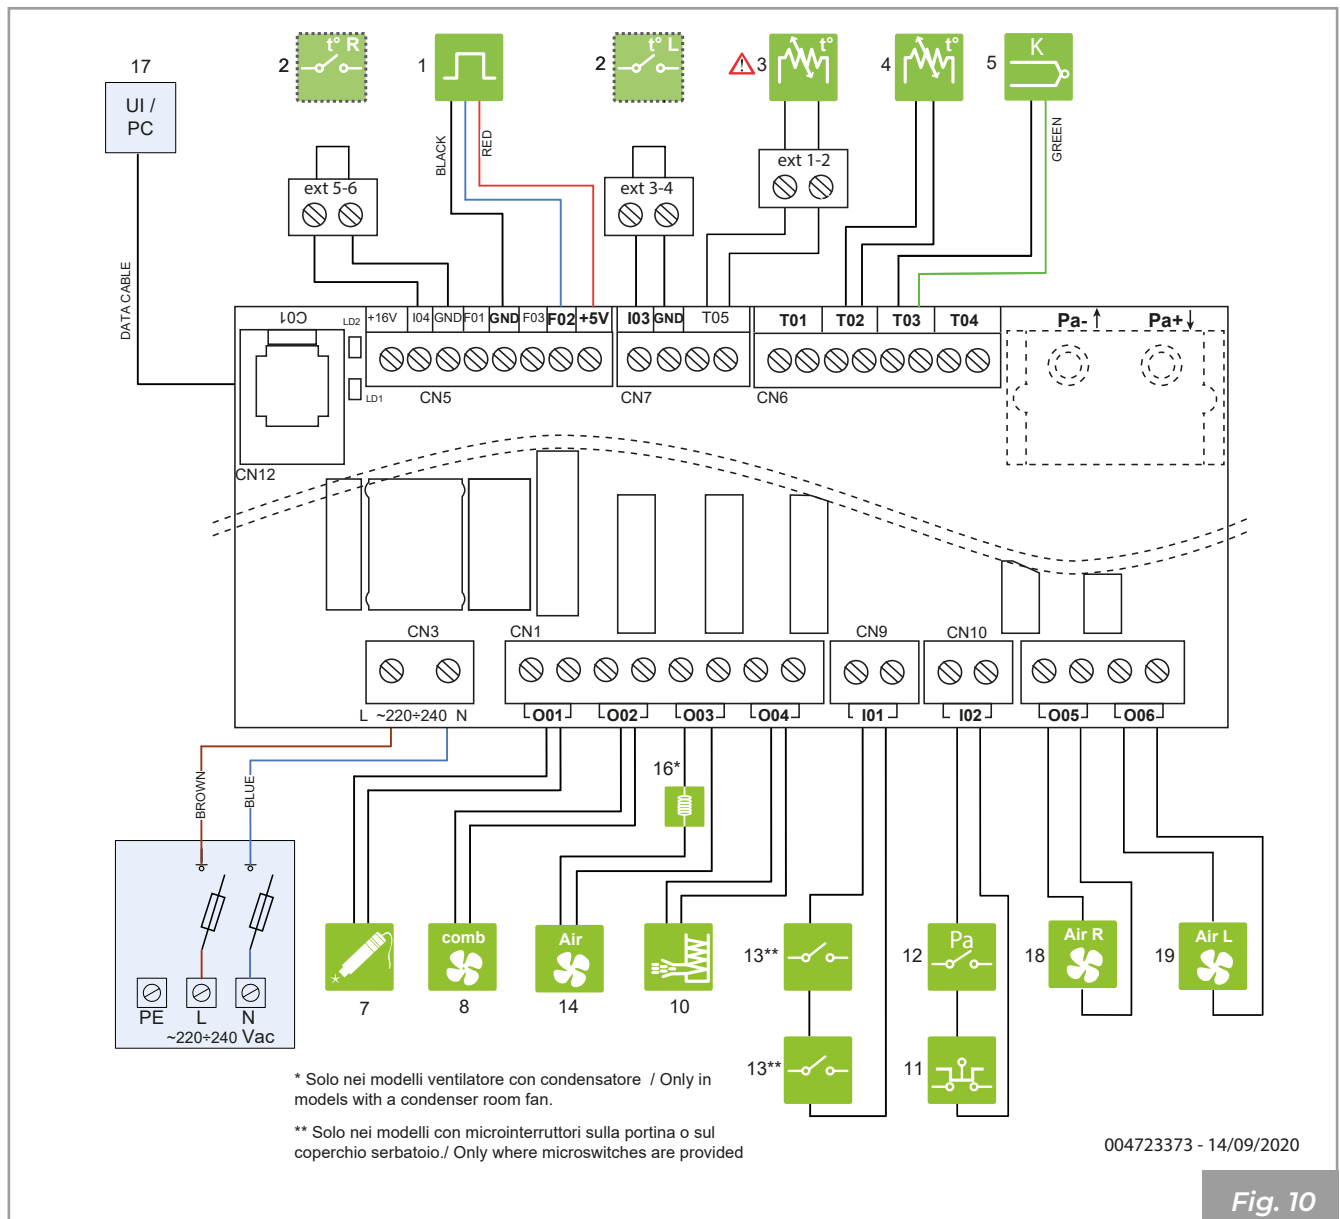 17
UI /
PC
2
t° R
1
2
t° L
3
t°
4
t°
5
K
BLACK
RED
GREEN
ext 5-6
ext 3-4
ext 1-2
DATA CABLE
C01
LD2
LD1
+16V
I04
GND
F01
GND
F03
F02
+5V
I03
GND
T05
T01
T02
T03
T04
Pa-
Pa+
CN12
CN5
CN7
CN6
CN3
CN1
CN9
CN10
L ~220÷240 N
O01
O02
O03
O04
I01
I02
O05
O06
BROWN
BLUE
16*
PE
L
N
~220÷240 Vac
7
comb
8
Air
14
10
13**
13**
Pa
12
11
Air R
18
Air L
19
* Solo nei modelli ventilatore con condensatore / Only in
models with a condenser room fan.
** Solo nei modelli con microinterruttori sulla portina o sul
coperchio serbatoio./ Only where microswitches are provided
004723373 - 14/09/2020
Fig. 10